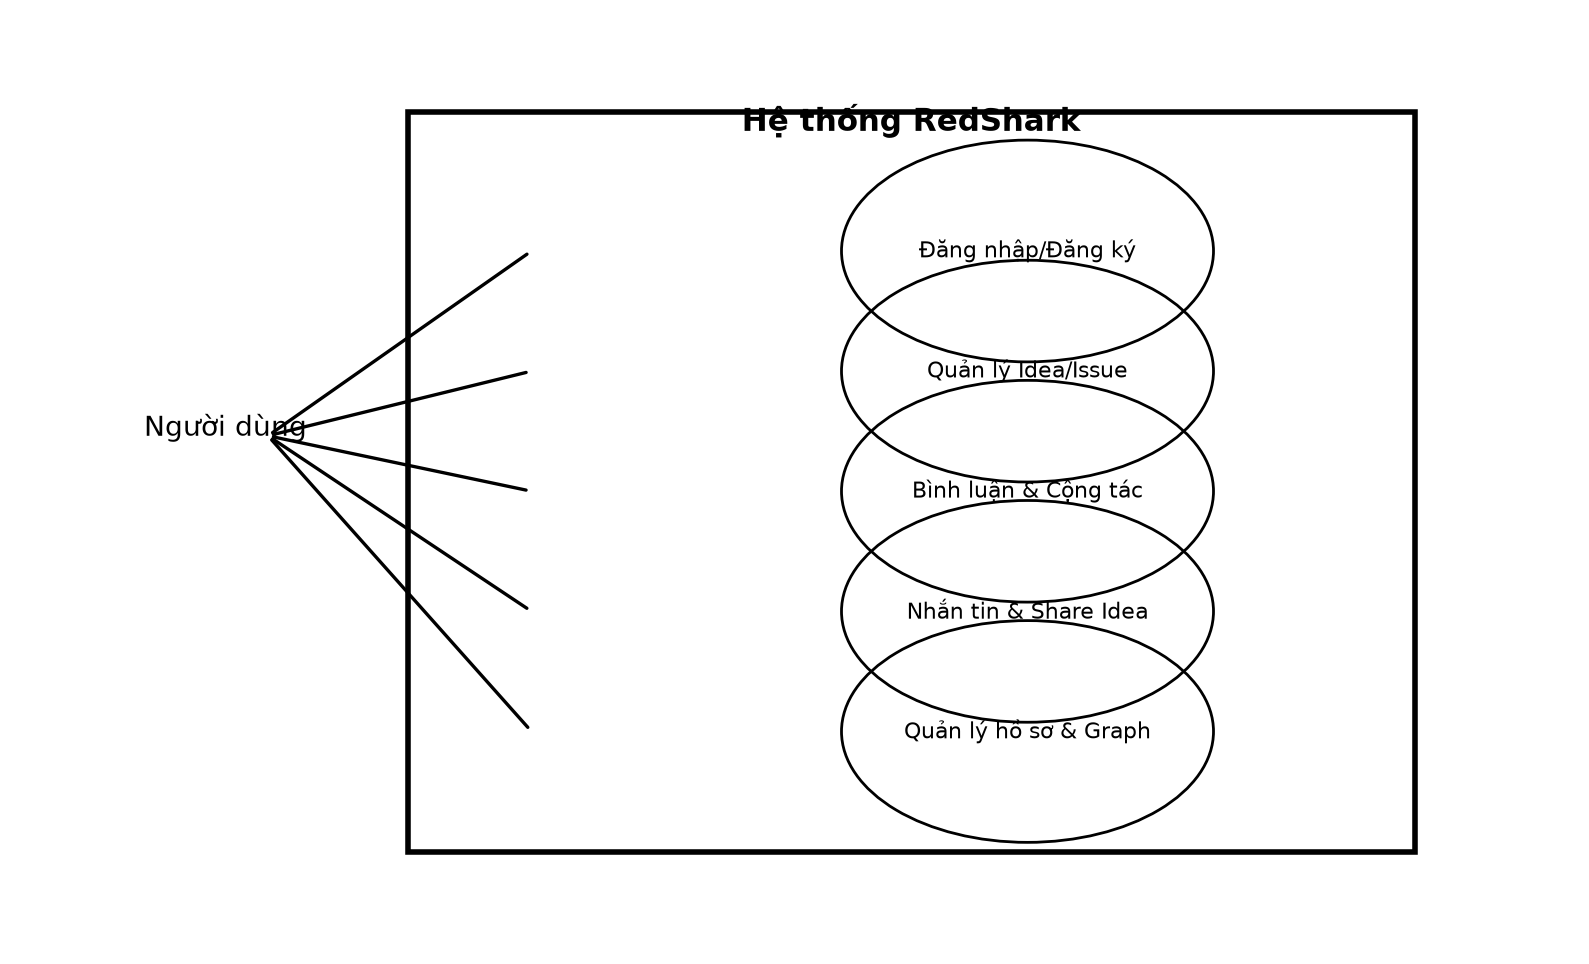 Hệ thống RedShark
Đăng nhập/Đăng ký
Quản lý Idea/Issue
Người dùng
Bình luận & Cộng tác
Nhắn tin & Share Idea
Quản lý hồ sơ & Graph